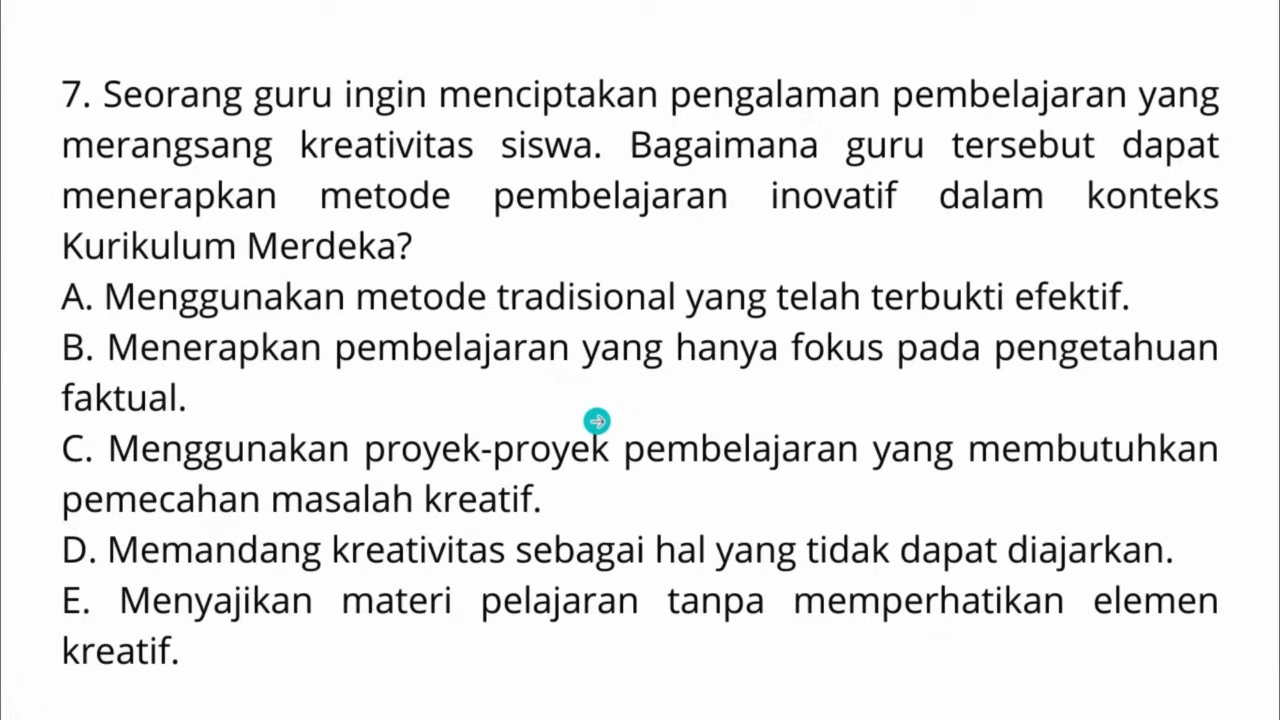 7. Seorang guru ingin menciptakan pengalaman pembelajaran yang
merangsang kreativitas siswa. Bagaimana guru tersebut dapat
menerapkan metode pembelajaran inovatif dalam konteks
Kurikulum Merdeka?
A. Menggunakan metode tradisional yang telah terbukti efektif.
B. Menerapkan pembelajaran yang hanya fokus pada pengetahuan
faktual.
C. Menggunakan proyek-proyek pembelajaran yang membutuhkan
pemecahan masalah kreatif.
D. Memandang kreativitas sebagai hal yang tidak dapat diajarkan.
E. Menyajikan materi pelajaran tanpa memperhatikan elemen
kreatif.